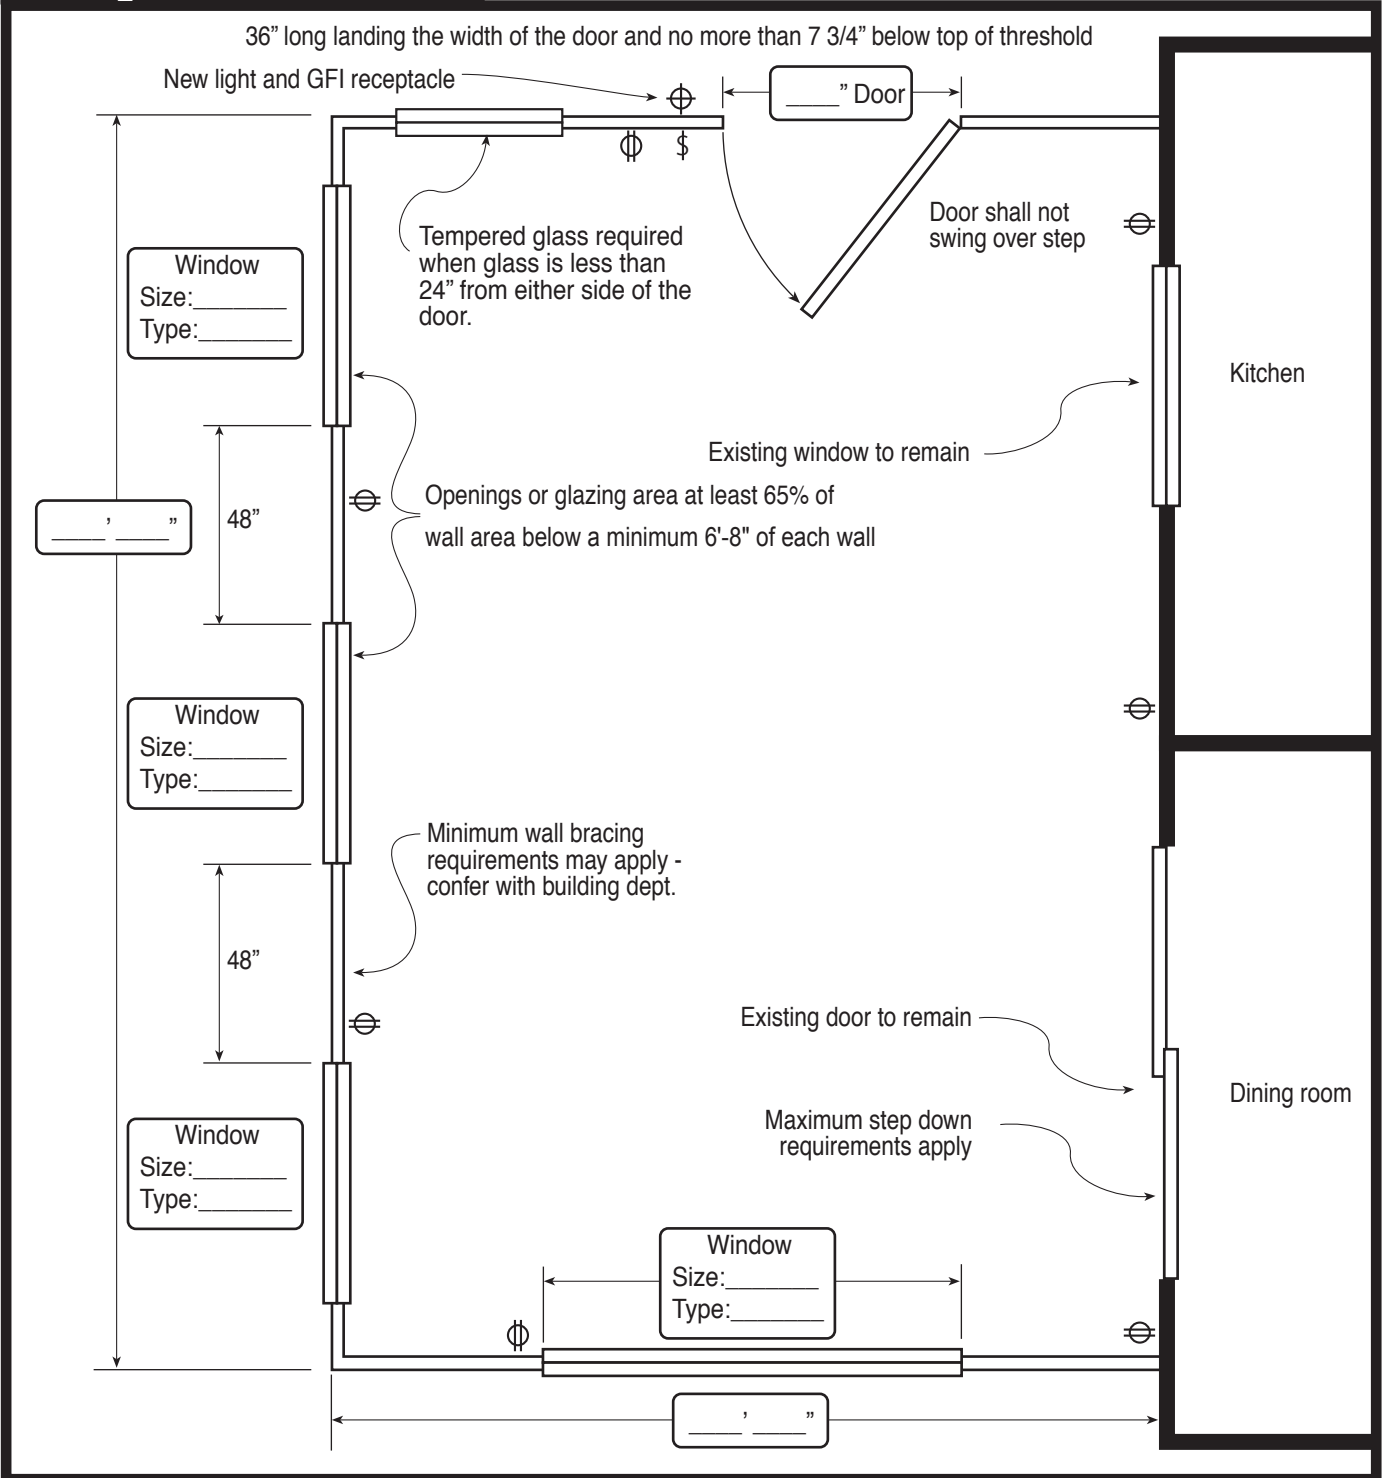 36” long landing the width of the door and no more than 7 3/4” below top of threshold
New light and GFI receptacle
____” Door
$
Door shall not
swing over step
Tempered glass required
when glass is less than
24” from either side of the
door.
Window
Size:_______
Type:_______
Kitchen
Existing window to remain
Openings or glazing area at least 65% of
wall area below a minimum 6'-8" of each wall
48”
____’ ____”
Window
Size:_______
Type:_______
Minimum wall bracing
requirements may apply -
confer with building dept.
48”
Existing door to remain
Dining room
Maximum step down
requirements apply
Window
Size:_______
Type:_______
Window
Size:_______
Type:_______
____’ ____”